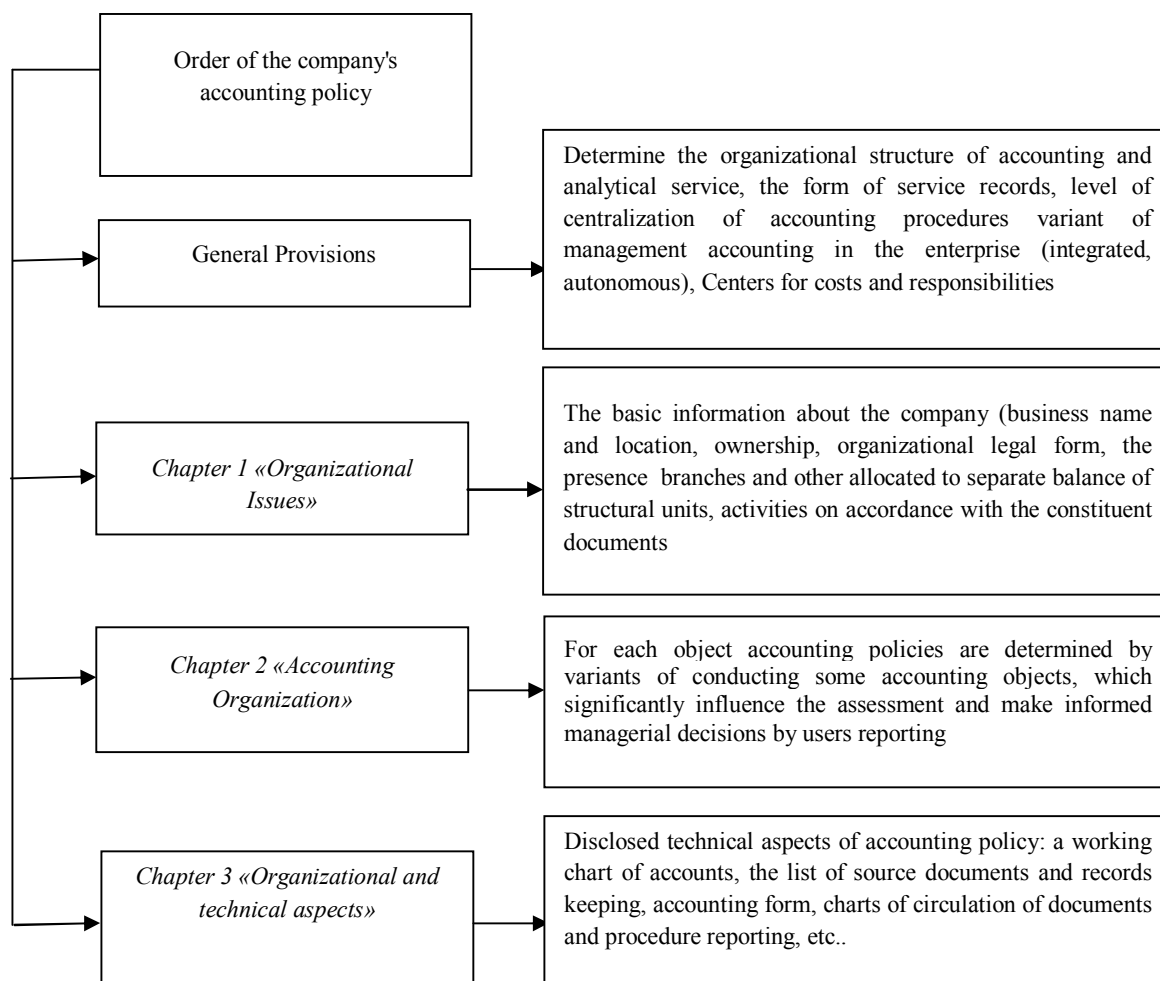 Order of the company's
accounting policy
Determine the organizational structure of accounting and
analytical service, the form of service records, level of
centralization of accounting procedures variant of
management accounting in the enterprise (integrated,
autonomous), Centers for costs and responsibilities
General Provisions
The basic information about the company (business name
and location, ownership, organizational legal form, the
presence branches and other allocated to separate balance of
structural units, activities on accordance with the constituent
documents
Chapter 1 «Organizational
Issues»
For each object accounting policies are determined by
variants of conducting some accounting objects, which
significantly influence the assessment and make informed
managerial decisions by users reporting
Chapter 2 «Accounting
Organization»
Disclosed technical aspects of accounting policy: a working
chart of accounts, the list of source documents and records
keeping, accounting form, charts of circulation of documents
and procedure reporting, etc..
Chapter 3 «Organizational and
technical aspects»